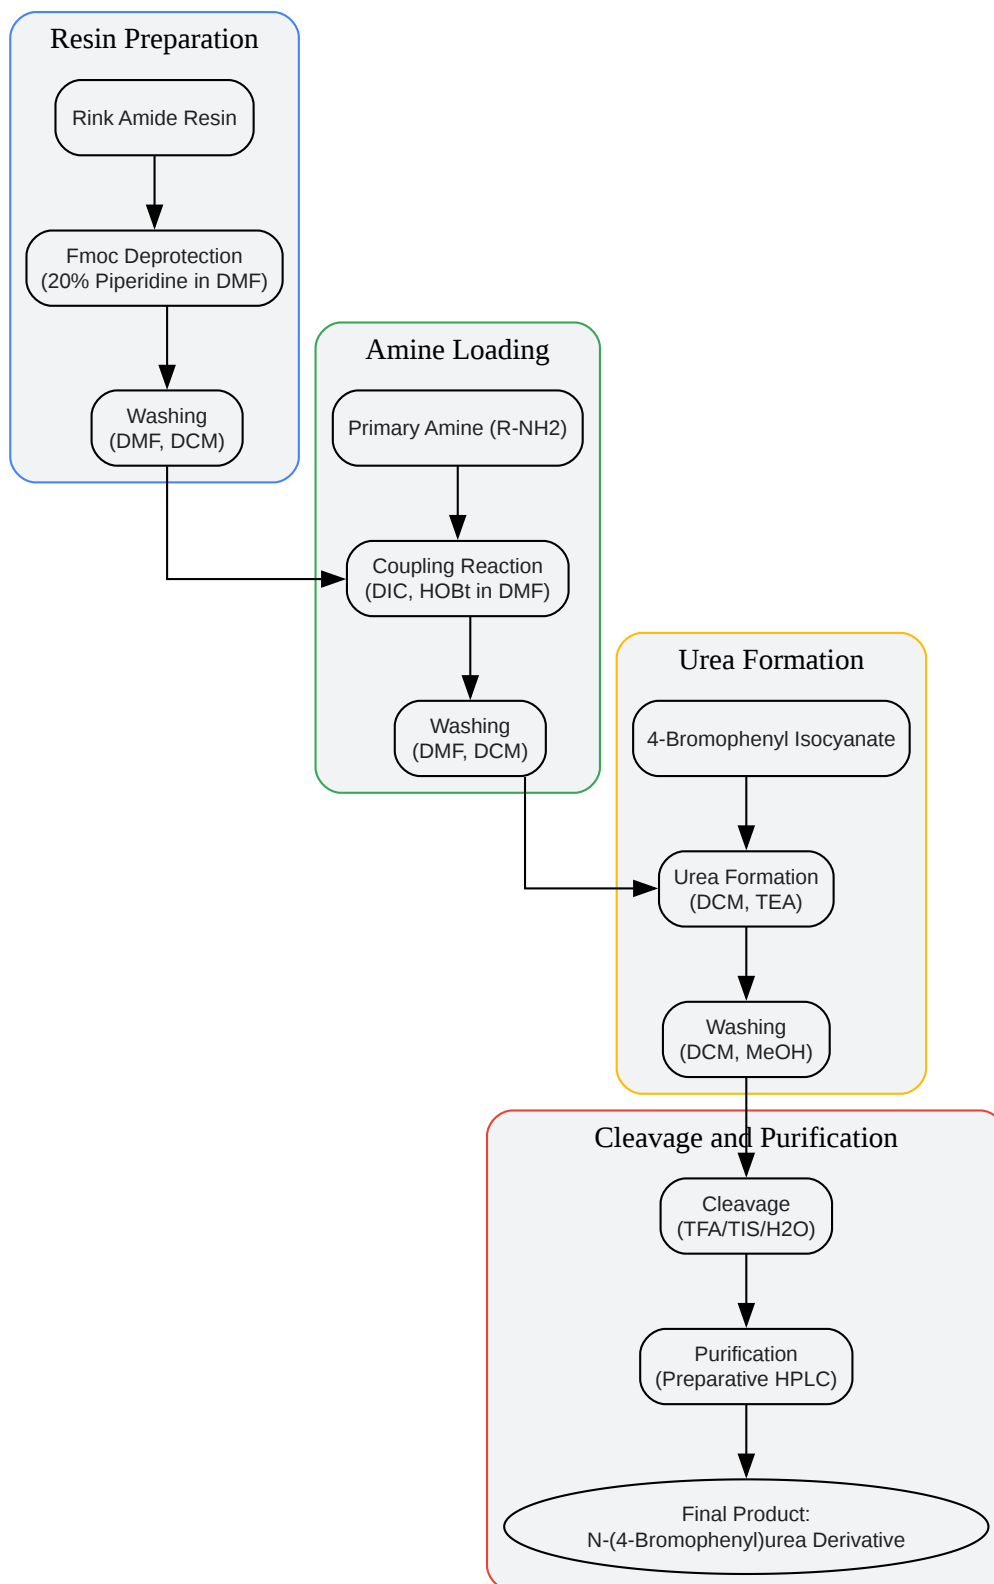 Resin Preparation
Rink Amide Resin
Fmoc Deprotection
(20% Piperidine in DMF)
Washing
(DMF, DCM)
Amine Loading
Primary Amine (R-NH2)
Coupling Reaction
(DIC, HOBt in DMF)
Washing
(DMF, DCM)
Urea Formation
4-Bromophenyl Isocyanate
Urea Formation
(DCM, TEA)
Washing
(DCM, MeOH)
Cleavage and Purification
Cleavage
(TFA/TIS/H2O)
Purification
(Preparative HPLC)
Final Product:
N-(4-Bromophenyl)urea Derivative